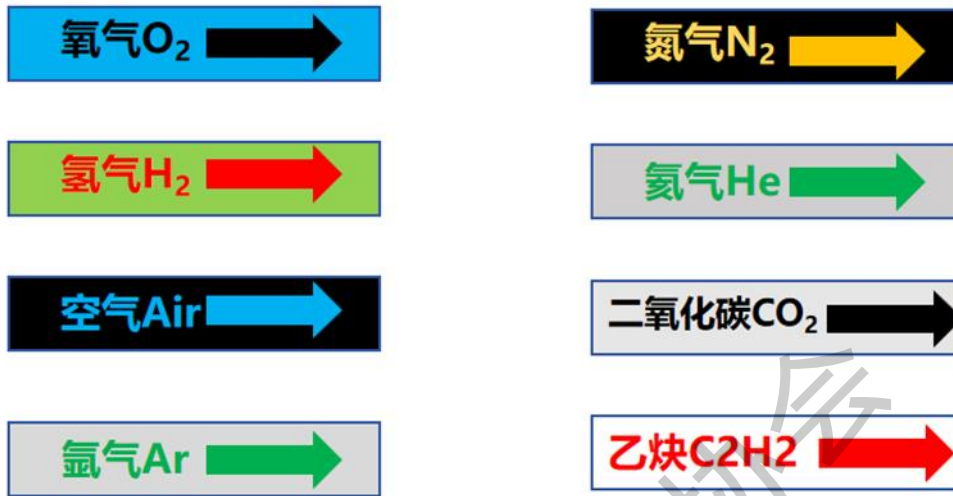 氧气O₂
氮气N₂
氢气H₂
氦气He
空气Air
二氧化碳CO₂
氩气Ar
乙炔C2H2
协会